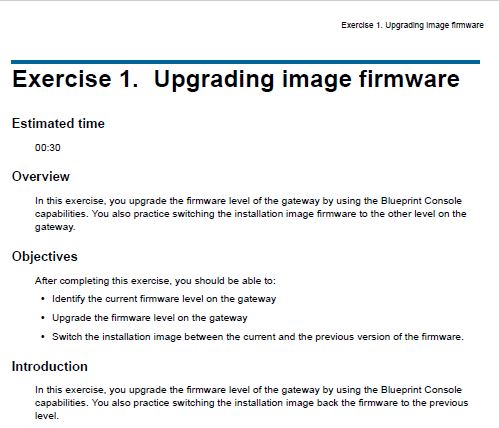 Exercise 1. Upgrading image firmware
Exercise 1. Upgrading image firmware
Estimated time
00:30
Overview
In this exercise, you upgrade the firmware level of the gateway by using the Blueprint Console
capabilities. You also practice switching the installation image firmware to the other level on the
gateway.
Objectives
After completing this exercise, you should be able to:
• Identify the current firmware level on the gateway
• Upgrade the firmware level on the gateway
• Switch the installation image between the current and the previous version of the firmware.
Introduction
In this exercise, you upgrade the firmware level of the gateway by using the Blueprint Console
capabilities. You also practice switching the installation image back the firmware to the previous
level.